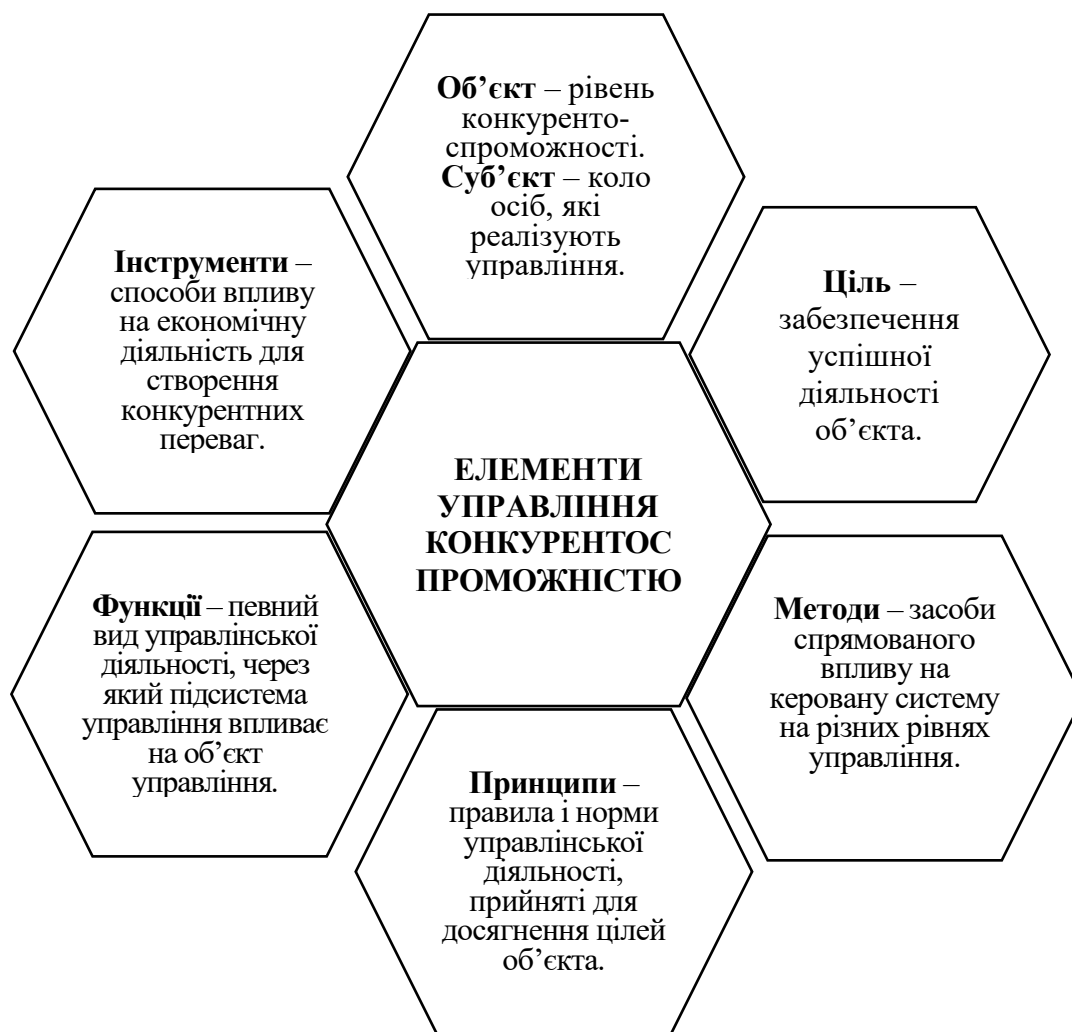 Об’єкт – рівень
конкуренто-
спроможності.
Суб’єкт – коло
осіб, які
реалізують
управління.
Інструменти –
способи впливу
на економічну
діяльність для
створення
конкурентних
переваг.
Ціль –
забезпечення
успішної
діяльності
об’єкта.
ЕЛЕМЕНТИ
УПРАВЛІННЯ
КОНКУРЕНТОС
ПРОМОЖНІСТЮ
Функції – певний
вид управлінської
діяльності, через
який підсистема
управління впливає
на об’єкт
управління.
Методи – засоби
спрямованого
впливу на
керовану систему
на різних рівнях
управління.
Принципи –
правила і норми
управлінської
діяльності,
прийняті для
досягнення цілей
об’єкта.